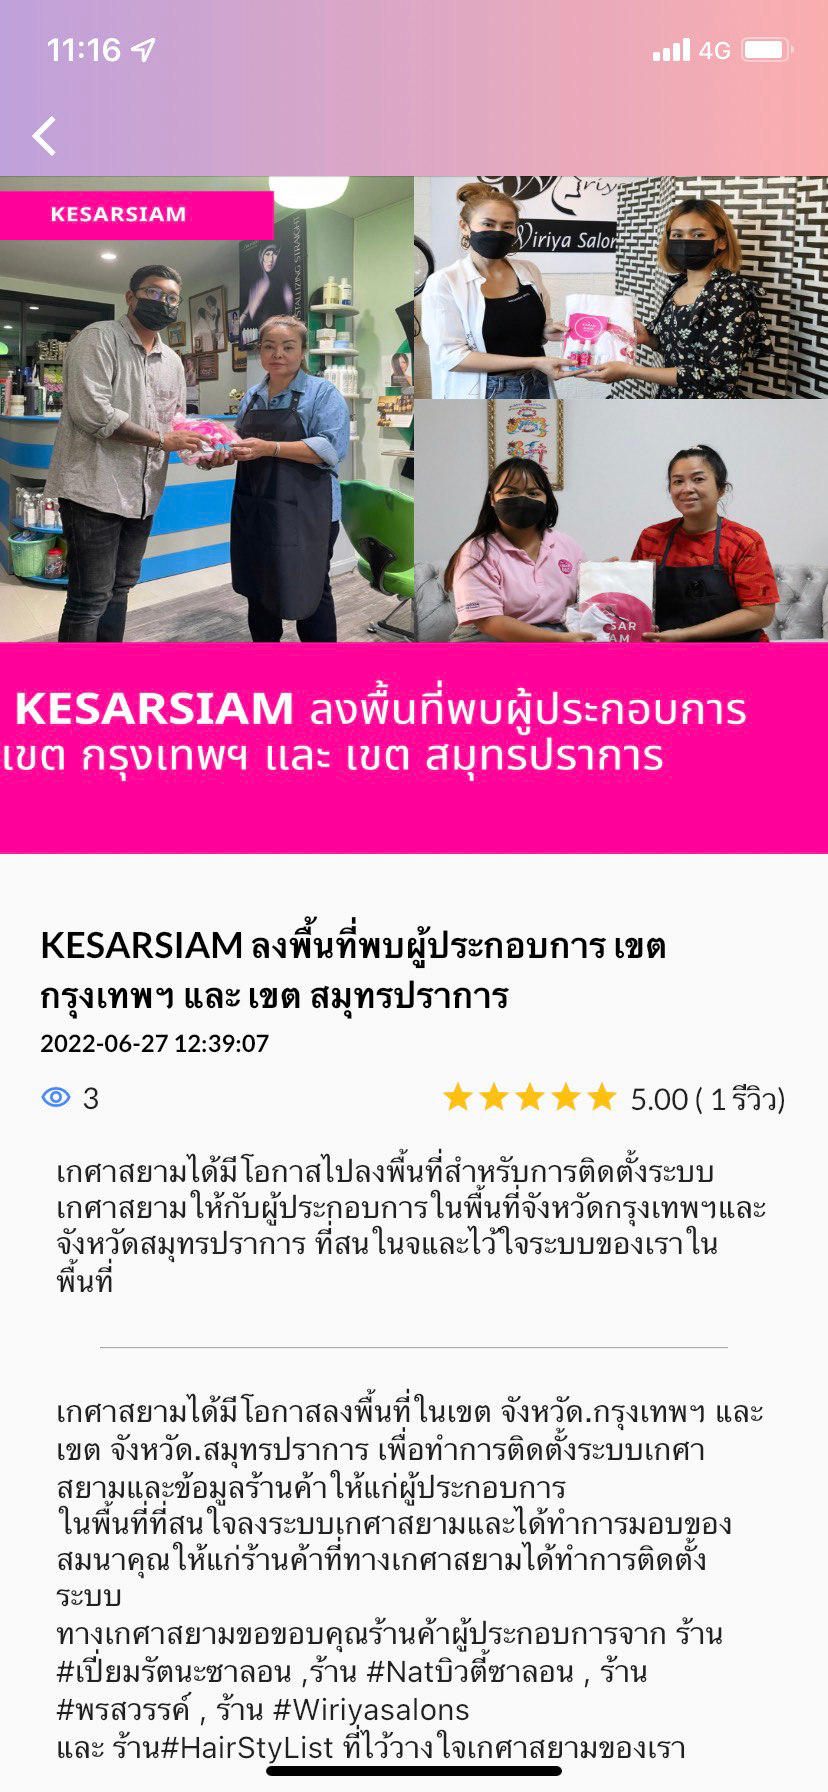 11:16
4G
KESARSIAM
Wiriya Salon
KESARSIAM ลงพื้นที่พบผู้ประกอบการ
เขต กรุงเทพฯ และ เขต สมุทรปราการ
KESARSIAM ลงพื้นที่พบผู้ประกอบการ เขต
กรุงเทพฯ และ เขต สมุทรปราการ
2022-06-27 12:39:07
3
5.00 ( 1 รีวิว)
เกศาสยามได้มีโอกาสไปลงพื้นที่สำหรับการติดตั้งระบบ
เกศาสยามให้กับผู้ประกอบการในพื้นที่จังหวัดกรุงเทพฯและ
จังหวัดสมุทรปราการ ที่สนในจและไว้ใจระบบของเราใน
พื้นที่
เกศาสยามได้มีโอกาสลงพื้นที่ในเขต จังหวัด.กรุงเทพฯ และ
เขต จังหวัด.สมุทรปราการ เพื่อทำการติดตั้งระบบเกศา
สยามและข้อมูลร้านค้าให้แก่ผู้ประกอบการ
ในพื้นที่ที่สนใจลงระบบเกศาสยามและได้ทำการมอบของ
สมนาคุณให้แก่ร้านค้าที่ทางเกศาสยามได้ทำการติดตั้ง
ระบบ
ทางเกศาสยามขอขอบคุณร้านค้าผู้ประกอบการจาก ร้าน
#เปี่ยมรัตนะซาลอน ,ร้าน #Natบิวตี้ซาลอน , ร้าน
#พรสวรรค์ , ร้าน #Wiriyasalons
และ ร้าน#HairStyList ที่ไว้วางใจเกศาสยามของเรา